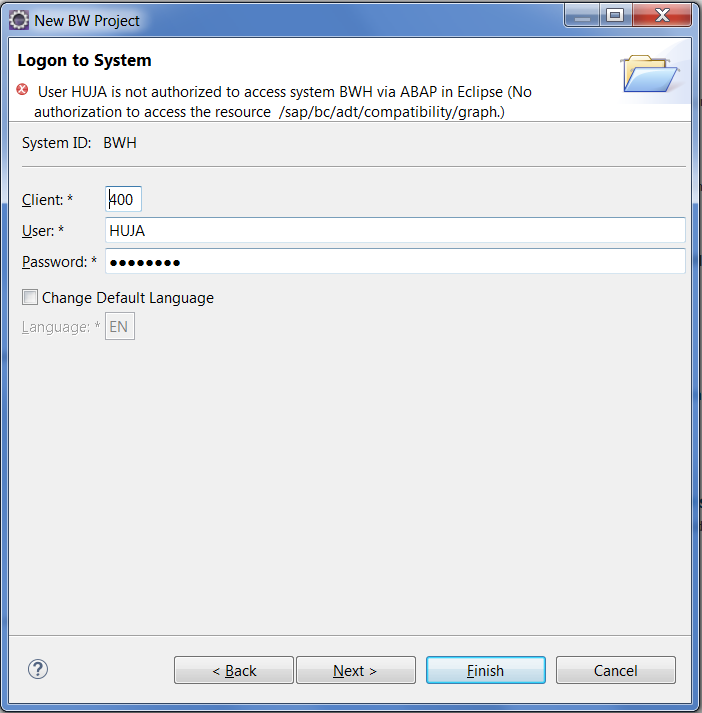 New BW Project
Logon to System
User HUJA is not authorized to access system BWH via ABAP in Eclipse (No
authorization to access the resource /sap/bc/adt/compatibility/graph.)
System ID: BWH
Client: * 400
User: * HUJA
Password: * ●●●●●●●●
Change Default Language
Language: * EN
? < Back Next > Finish Cancel